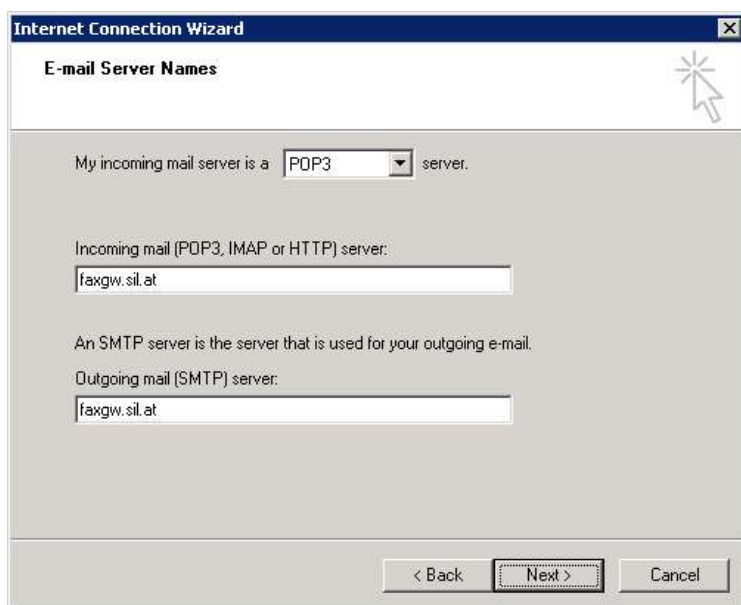 Internet Connection Wizard
E-mail Server Names
My incoming mail server is a POP3 server.
Incoming mail (POP3, IMAP or HTTP) server:
faxgw.sil.at
An SMTP server is the server that is used for your outgoing e-mail.
Outgoing mail (SMTP) server:
faxgw.sil.at
< Back Next > Cancel